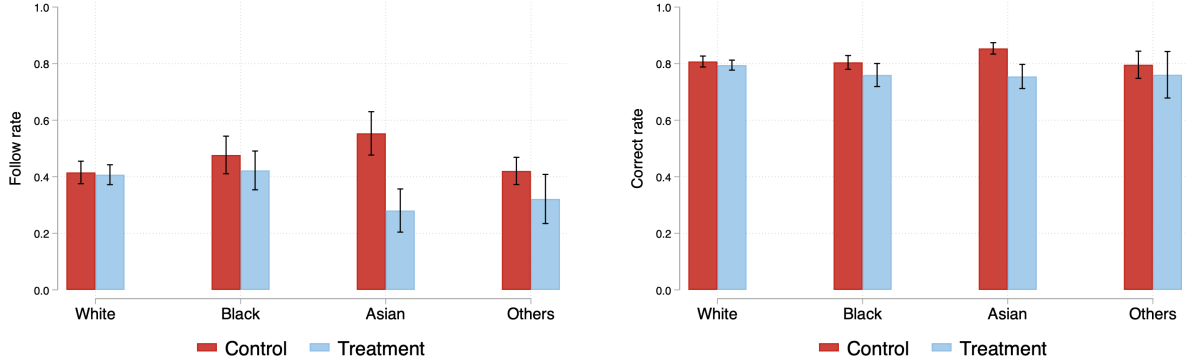 Follow rate
1.0
0.8
0.6
0.4
0.2
0.0
White Black Asian Others
Control Treatment
Correct rate
1.0
0.8
0.6
0.4
0.2
0.0
White Black Asian Others
Control Treatment